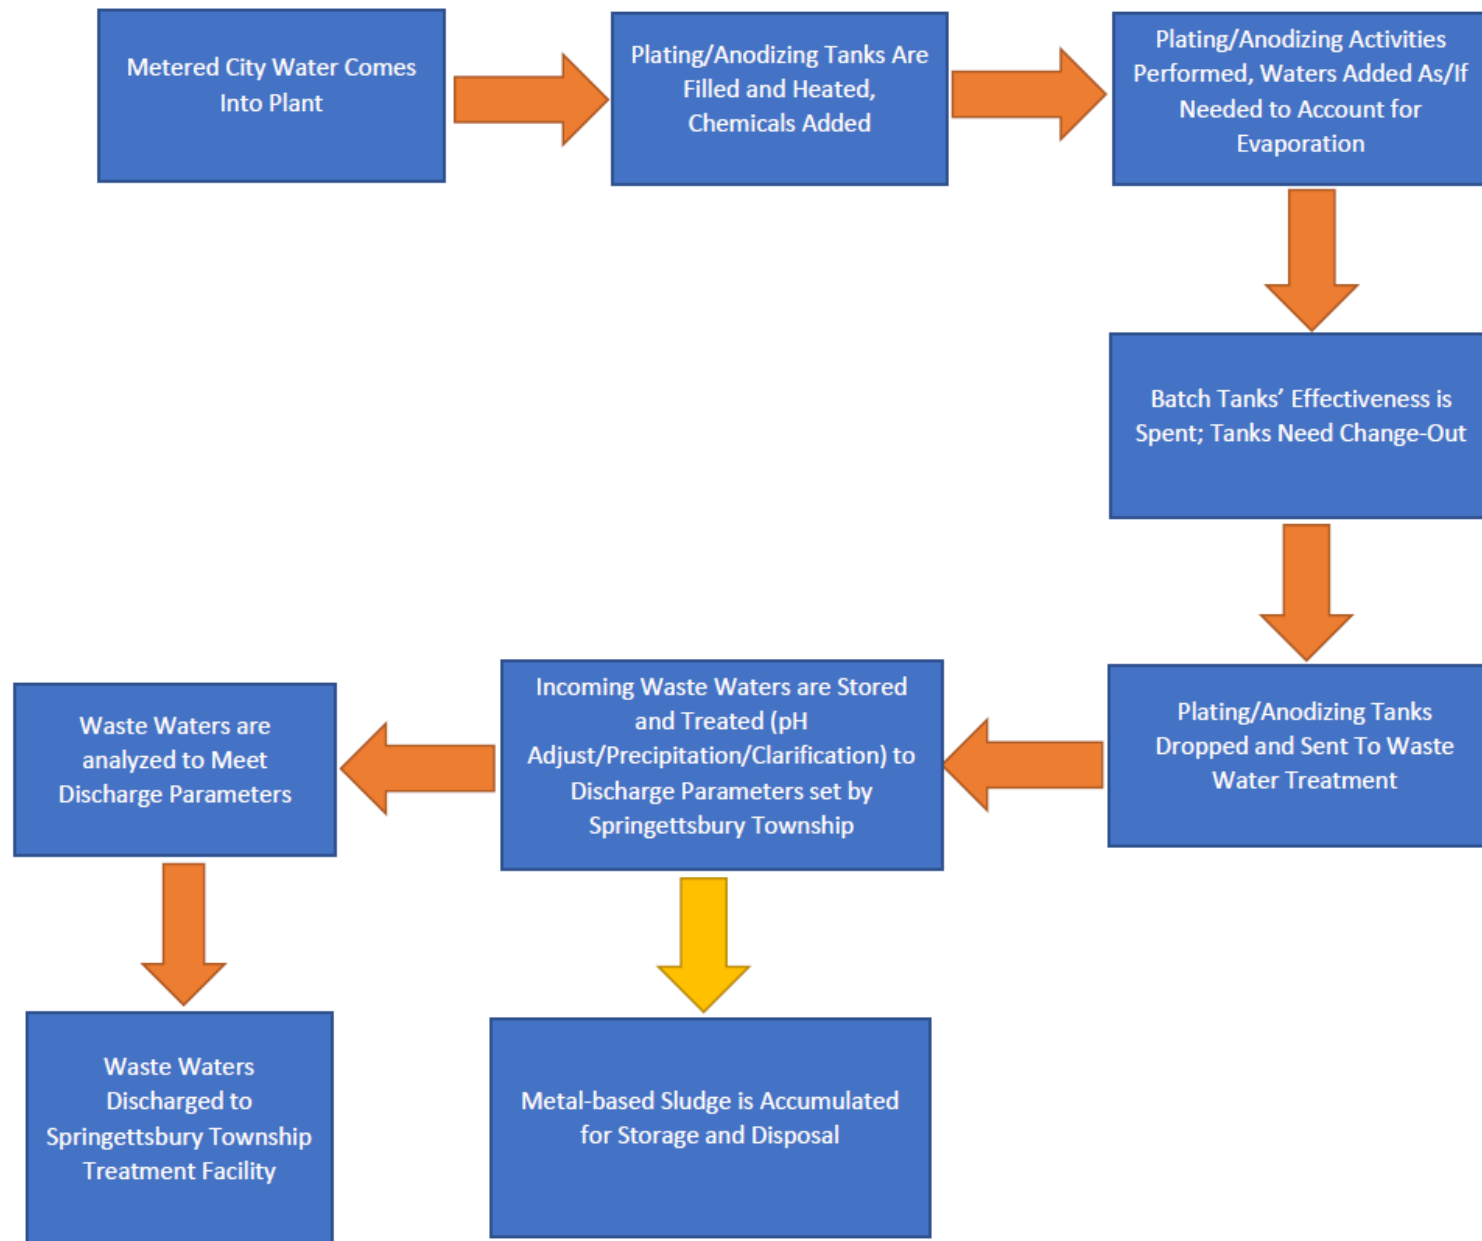 Metered City Water Comes
Into Plant
Plating/Anodizing Tanks Are
Filled and Heated,
Chemicals Added
Plating/Anodizing Activities
Performed, Waters Added As/If
Needed to Account for
Evaporation
Batch Tanks’ Effectiveness is
Spent; Tanks Need Change-Out
Plating/Anodizing Tanks
Dropped and Sent To Waste
Water Treatment
Incoming Waste Waters are Stored
and Treated (pH
Adjust/Precipitation/Clarification) to
Discharge Parameters set by
Springettsbury Township
Waste Waters are
analyzed to Meet
Discharge Parameters
Waste Waters
Discharged to
Springettsbury Township
Treatment Facility
Metal-based Sludge is Accumulated
for Storage and Disposal